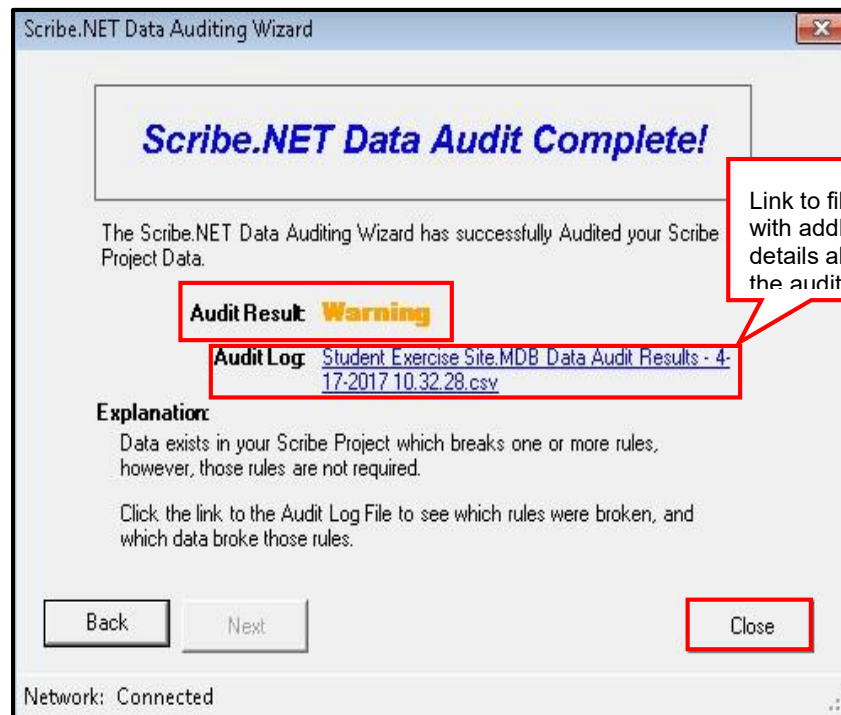 Scribe.NET Data Auditing Wizard
Scribe.NET Data Audit Complete!
Link to
with
details
the audit
The Scribe.NET Data Auditing Wizard has successfully Audited your Scribe
Project Data.
Audit Result: Warning
Audit Log: Student Exercise Site.MDB Data Audit Results - 4-
17-2017 10.32.28.csv
Explanation:
Data exists in your Scribe Project which breaks one or more rules,
however, those rules are not required.
Click the link to the Audit Log File to see which rules were broken, and
which data broke those rules.
Back
Next
Close
Network: Connected